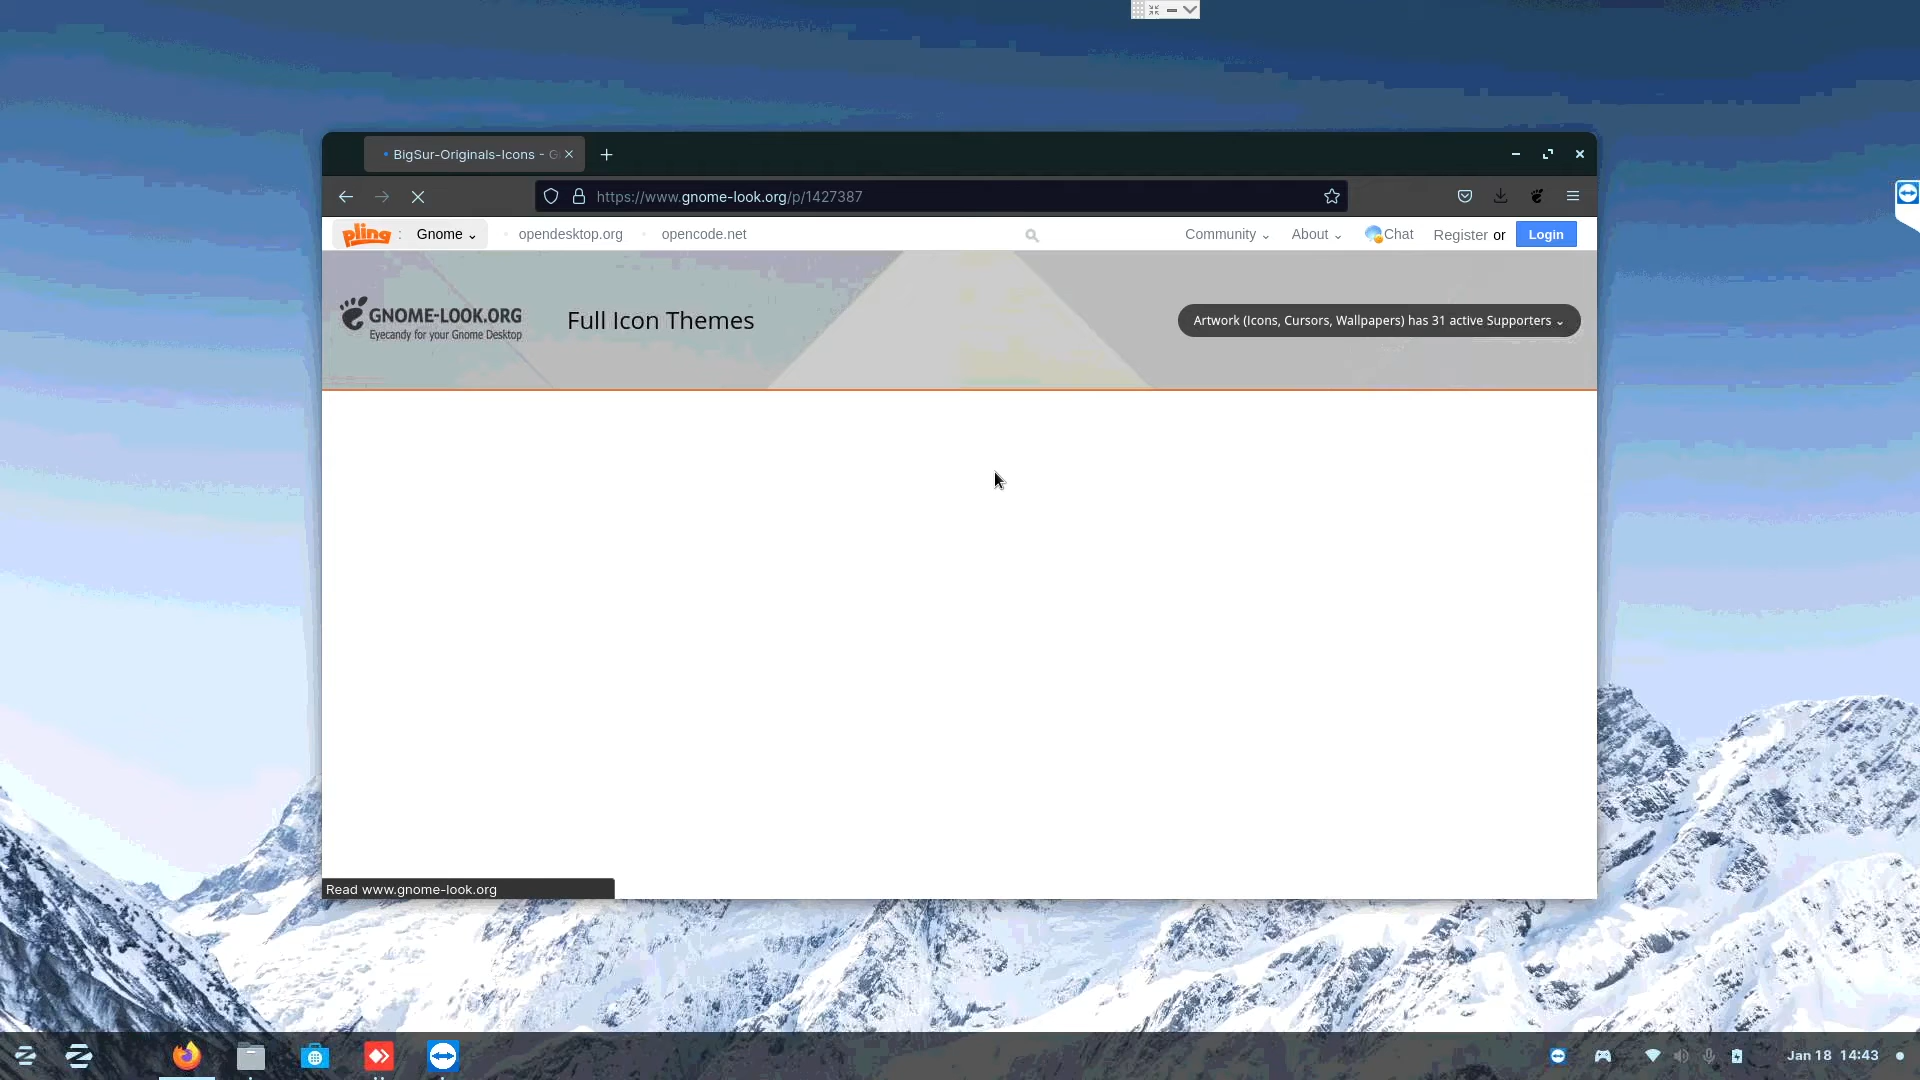 BigSur-Originals-Icons - G
https://www.gnome-look.org/p/1427387
pling : Gnome opendesktop.org opencode.net Community About Chat Register or Login
GNOME-LOOK.ORG
Eyecandy for your Gnome Desktop
Full Icon Themes
Artwork (Icons, Cursors, Wallpapers) has 31 active Supporters
Read www.gnome-look.org
Jan 18 14:43